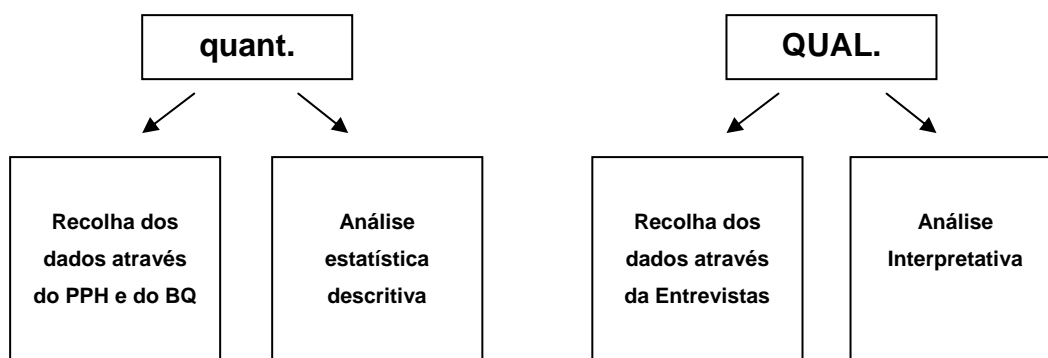 quant.
QUAL.
Recolha dos
dados através
do PPH e do BQ
Análise
estatística
descritiva
Recolha dos
dados através
da Entrevistas
Análise
Interpretativa